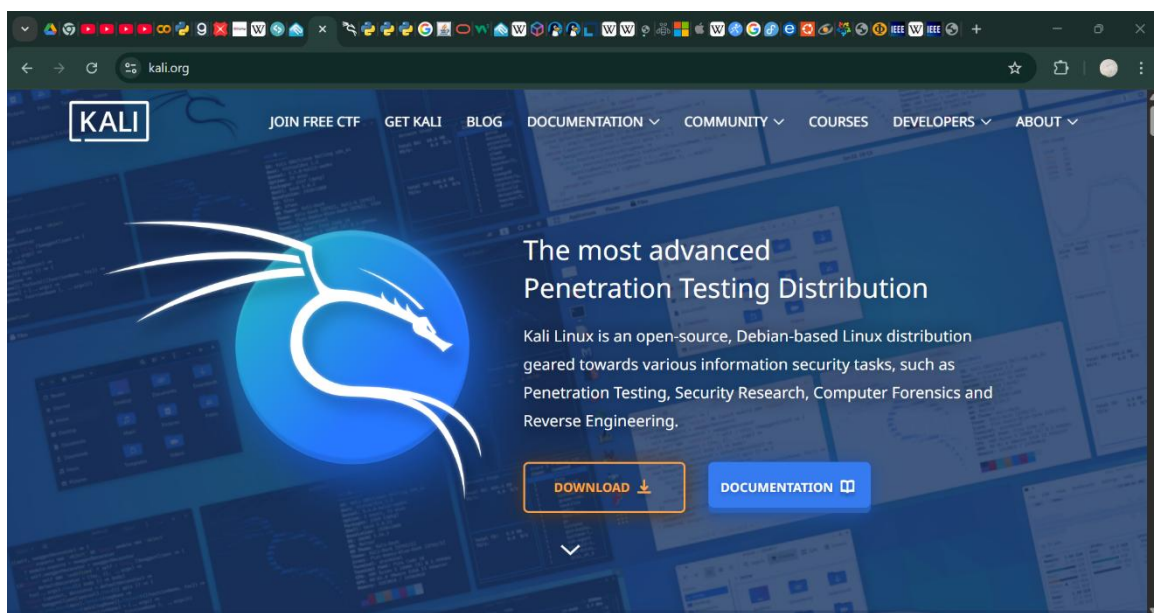 kali.org
KALI
JOIN FREE CTF GET KALI BLOG DOCUMENTATION COMMUNITY COURSES DEVELOPERS ABOUT
The most advanced
Penetration Testing Distribution
Kali Linux is an open-source, Debian-based Linux distribution
geared towards various information security tasks, such as
Penetration Testing, Security Research, Computer Forensics and
Reverse Engineering.
DOWNLOAD DOCUMENTATION